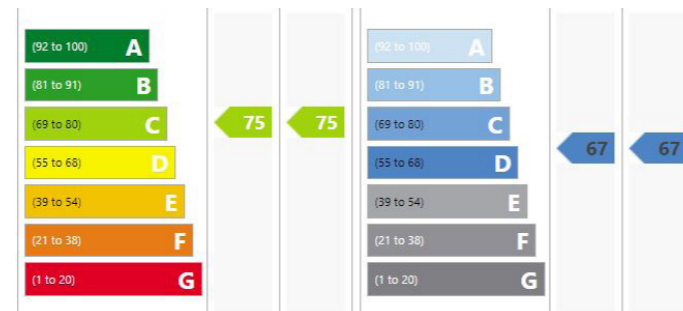 (92 to 100) A
(81 to 91) B
(69 to 80) C 75 75
(55 to 68) D
(39 to 54) E
(21 to 38) F
(1 to 20) G
(92 to 100) A
(81 to 91) B
(69 to 80) C
(55 to 68) D 67 67
(39 to 54) E
(21 to 38) F
(1 to 20) G